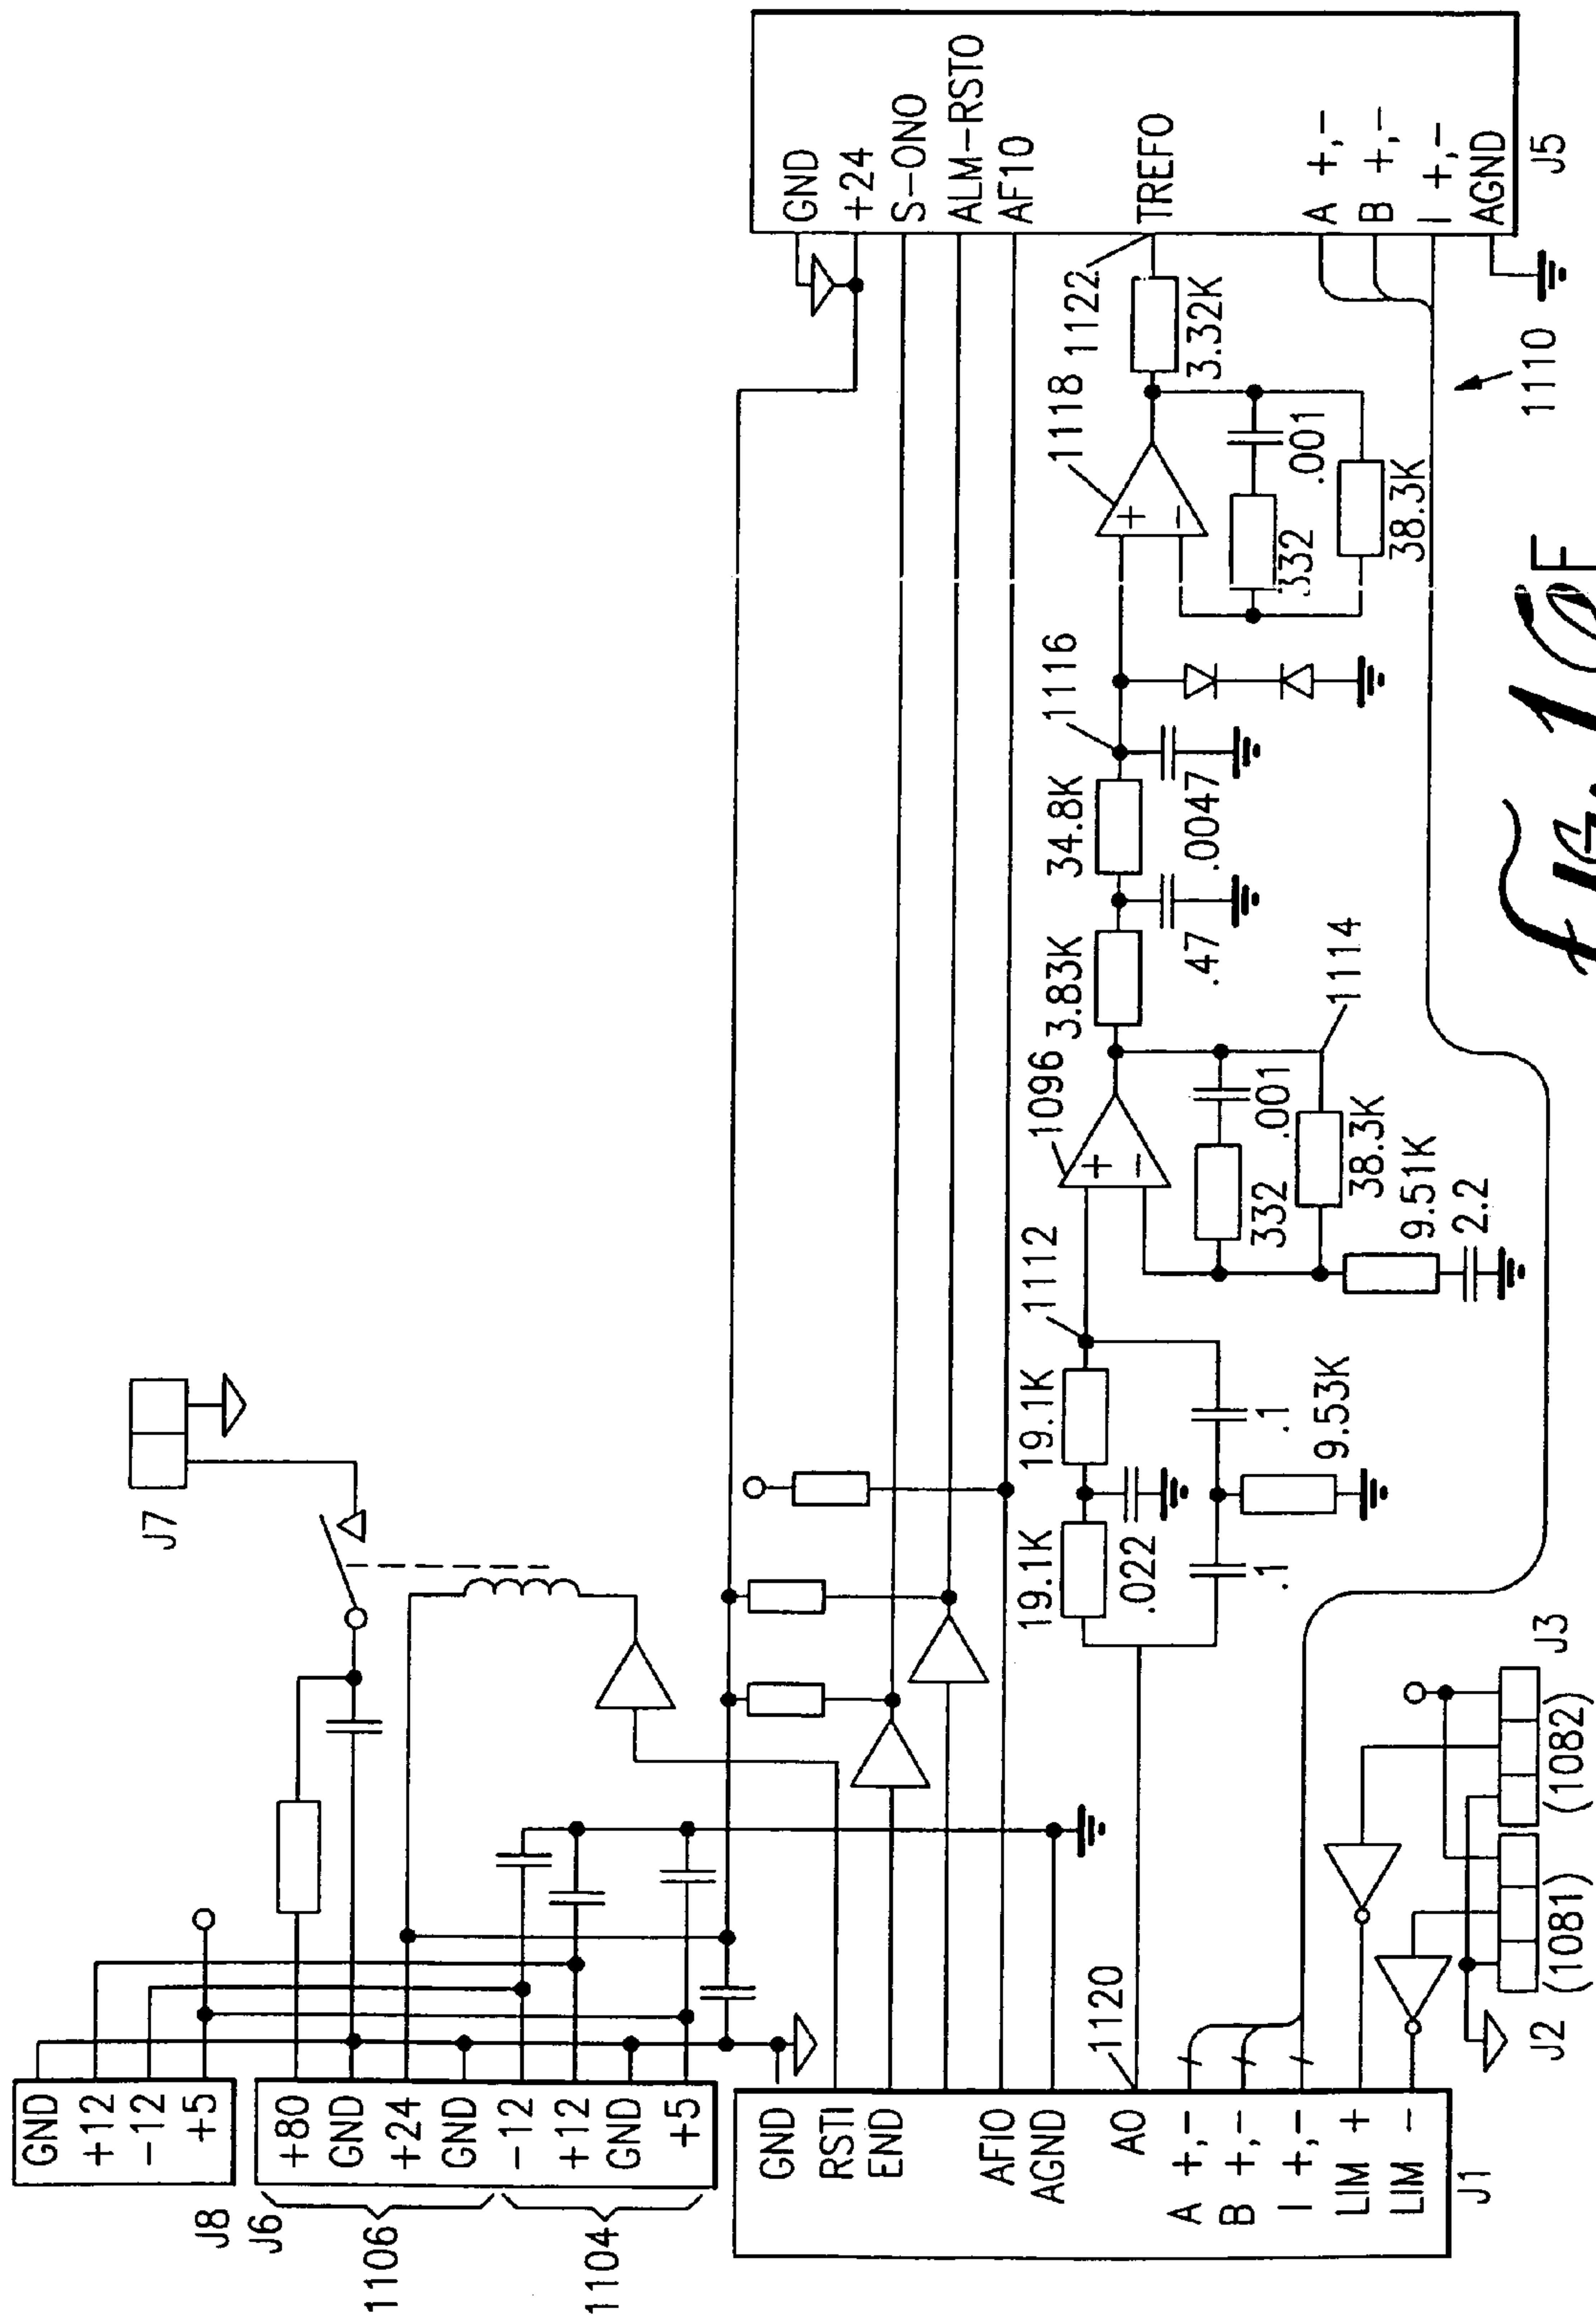 J8
GND
+12
-12
+5
J6
+80
GND
+24
GND
-12
+12
GND
+5
1106
1104
J7
GND
RSTI
END
AFIO
AGND
AO
A +,-
B +,-
I +,-
LIM +
LIM -
J1
1120
J2
(1081)
J3
(1082)
19.1K
19.1K
.022
.1
.1
9.53K
1112
1096
+
-
332
.001
38.3K
9.51K
2.2
1114
3.83K
34.8K
.47
.0047
1116
1118
+
-
332
.001
38.3K
1122
3.32K
1110
GND
+24
S-ONO
ALM-RSTO
AF10
TREFO
A +,-
B +,-
I +,-
AGND
J5
FIG. 16F